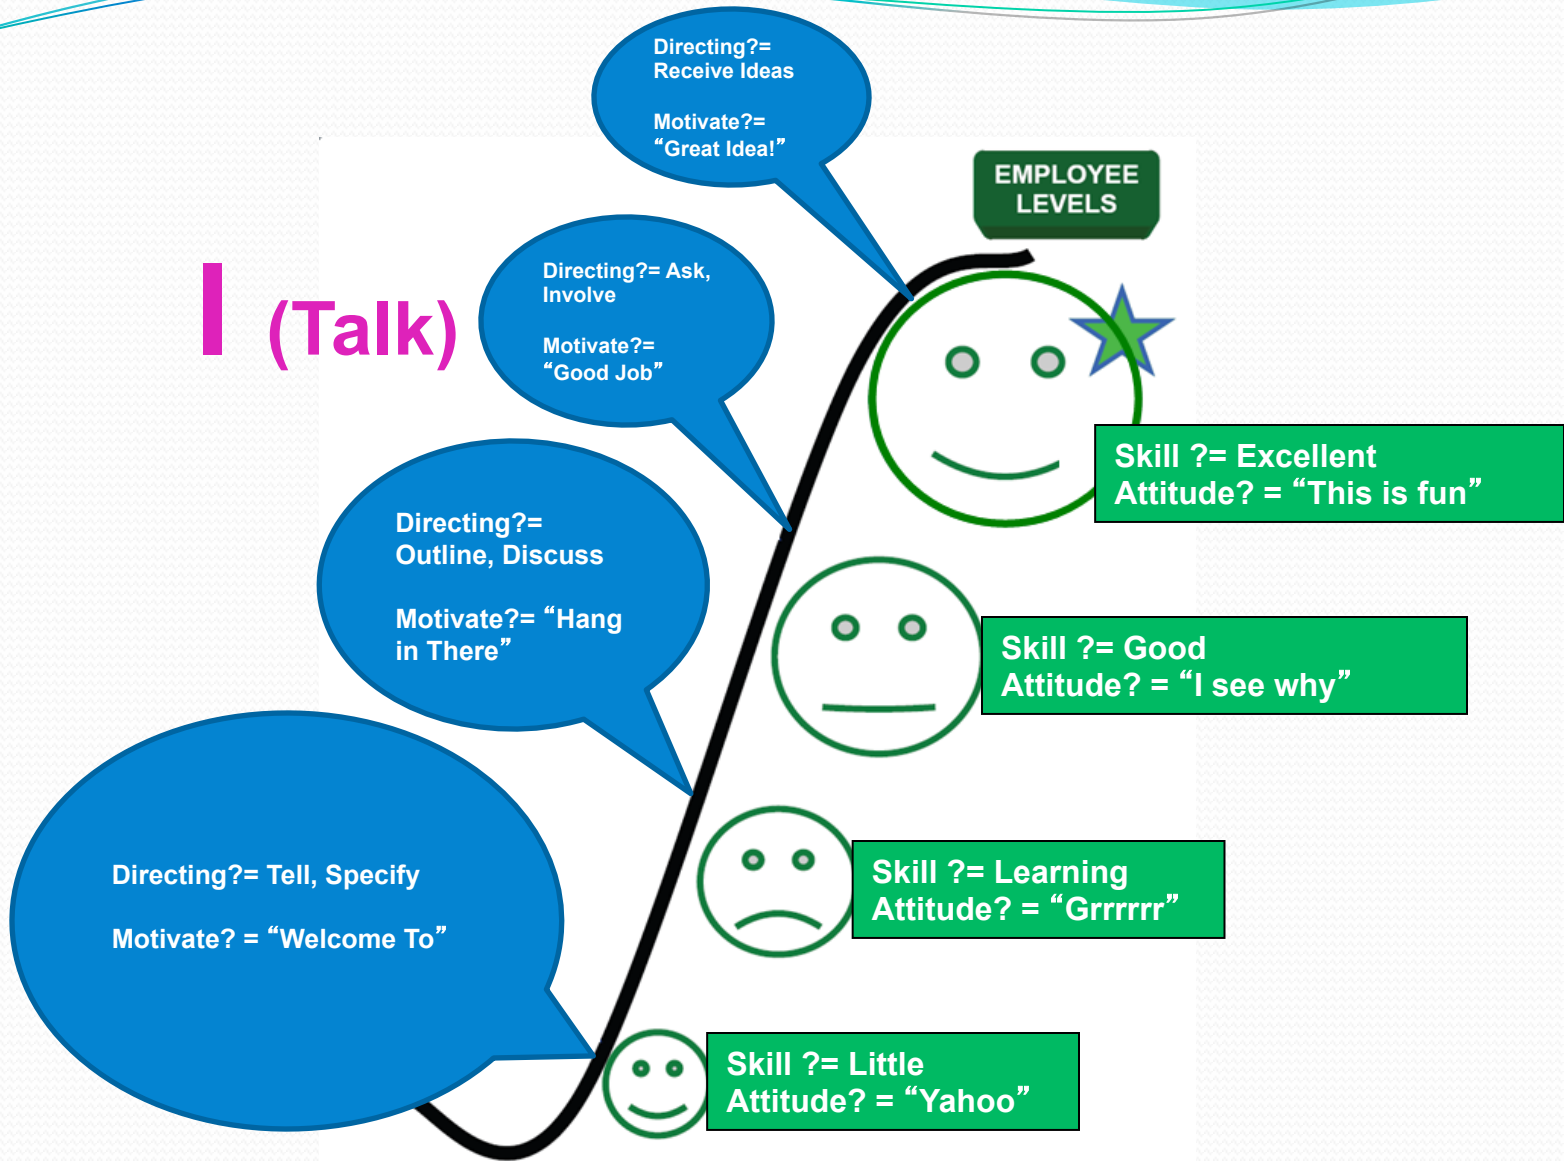 Directing?=
Receive Ideas
Motivate?=
“Great Idea!”
EMPLOYEE
LEVELS
I (Talk)
Directing?= Ask,
Involve
Motivate?=
“Good Job”
Skill ?= Excellent
Attitude? = “This is fun”
Directing?=
Outline, Discuss
Motivate?= “Hang
in There”
Skill ?= Good
Attitude? = “I see why”
Directing?= Tell, Specify
Motivate? = “Welcome To”
Skill ?= Learning
Attitude? = “Grrrrrr”
Skill ?= Little
Attitude? = “Yahoo”